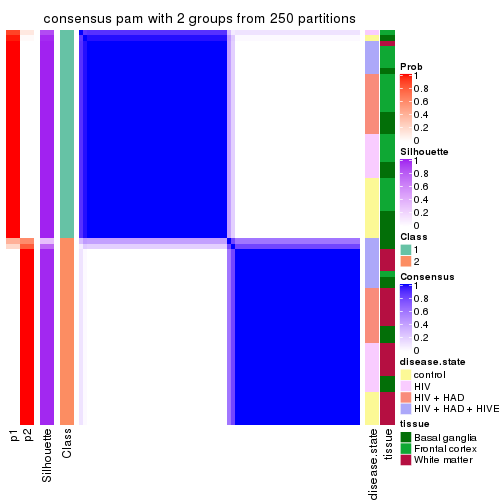 consensus pam with 2 groups from 250 partitions
p1
p2
Silhouette
Class
disease.state
tissue
Prob
1
0.8
0.6
0.4
0.2
0
Silhouette
1
0.8
0.6
0.4
0.2
0
Class
1
2
Consensus
1
0.8
0.6
0.4
0.2
0
disease.state
control
HIV
HIV + HAD
HIV + HAD + HIVE
tissue
Basal ganglia
Frontal cortex
White matter